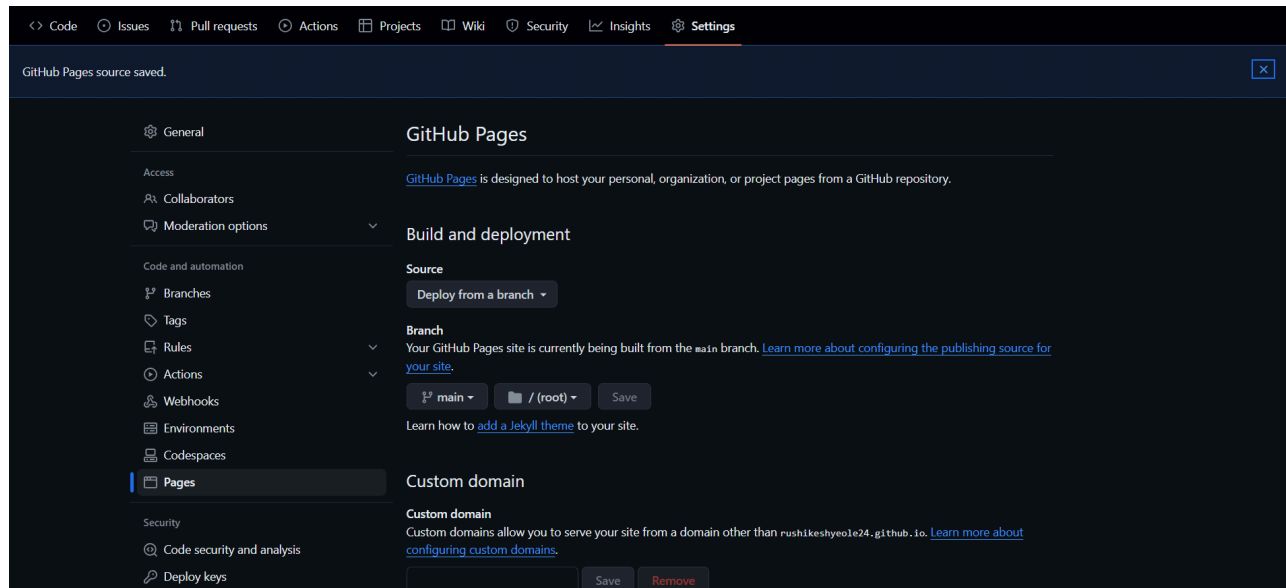 Code Issues Pull requests Actions Projects Wiki Security Insights Settings
GitHub Pages source saved.
General
Access
Collaborators
Moderation options
Code and automation
Branches
Tags
Rules
Actions
Webhooks
Environments
Codespaces
Pages
Security
Code security and analysis
Deploy keys
GitHub Pages
GitHub Pages is designed to host your personal, organization, or project pages from a GitHub repository.
Build and deployment
Source
Deploy from a branch
Branch
Your GitHub Pages site is currently being built from the main branch. Learn more about configuring the publishing source for
your site.
main / (root) Save
Learn how to add a Jekyll theme to your site.
Custom domain
Custom domain
Custom domains allow you to serve your site from a domain other than rushikeshyeole24.github.io. Learn more about
configuring custom domains.
Save Remove